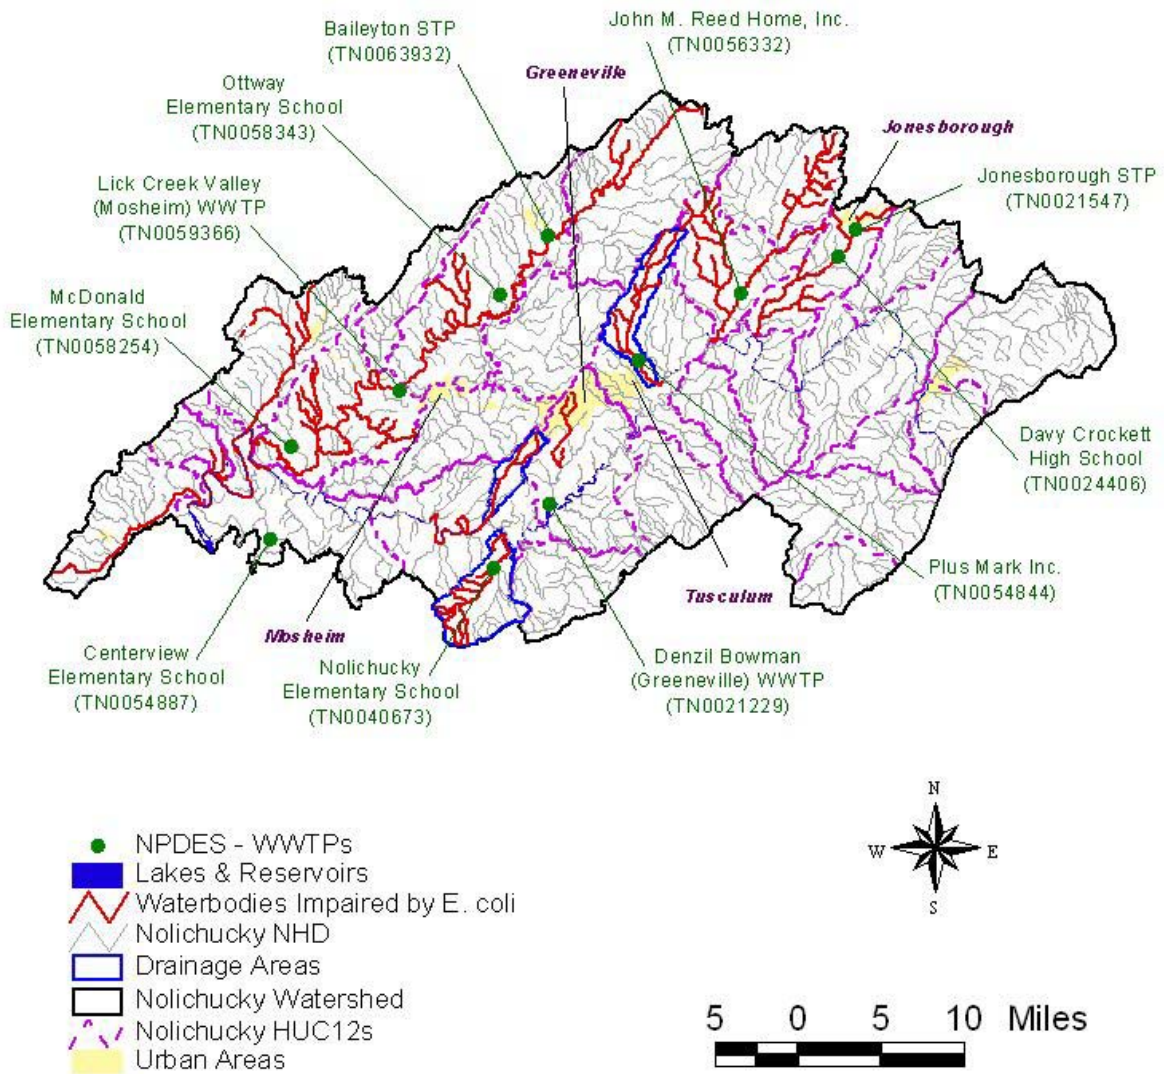 John M. Reed Home, Inc.
(TN0056332)
Baileyton STP
(TN0063932)
Greeneville
Ottway
Elementary School
(TN0058343)
Jonesborough
Jonesborough STP
(TN0021547)
Lick Creek Valley
(Mosheim) WWTP
(TN0059366)
McDonald
Elementary School
(TN0058254)
Davy Crockett
High School
(TN0024406)
Plus Mark Inc.
(TN0054844)
Tusculum
Mosheim
Centerview
Elementary School
(TN0054887)
Nolichucky
Elementary School
(TN0040673)
Denzil Bowman
(Greeneville) WWTP
(TN0021229)
N
W
E
S
NPDES - WWTPs
Lakes & Reservoirs
Waterbodies Impaired by E. coli
Nolichucky NHD
Drainage Areas
Nolichucky Watershed
Nolichucky HUC12s
Urban Areas
5 0 5 10 Miles